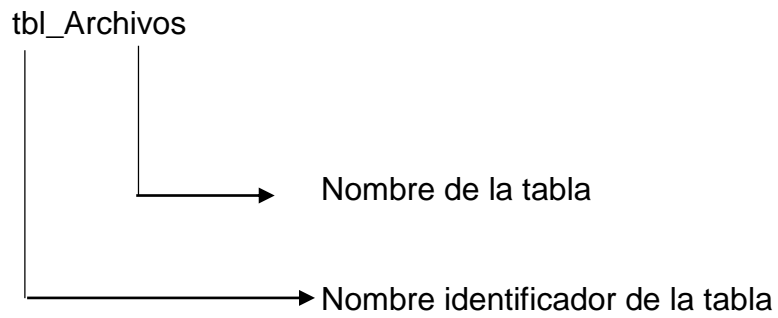 tbl_Archivos
Nombre de la tabla
Nombre identificador de la tabla